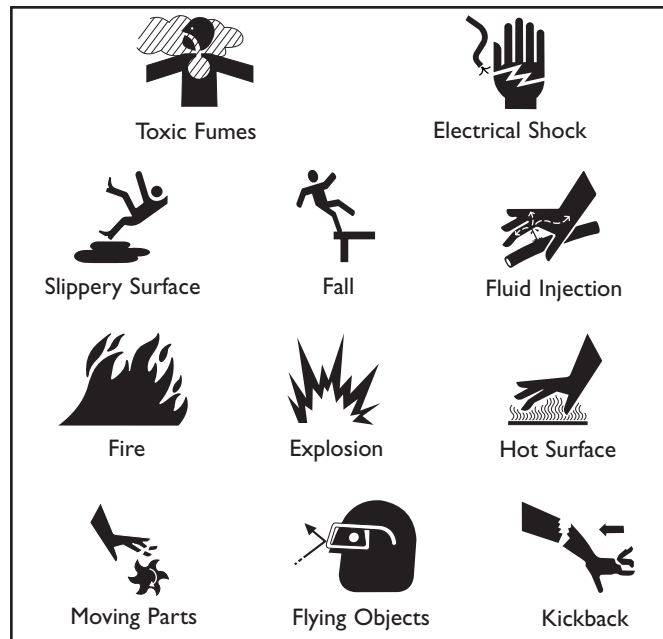 Toxic Fumes
Electrical Shock
Slippery Surface
Fall
Fluid Injection
Fire
Explosion
Hot Surface
Moving Parts
Flying Objects
Kickback